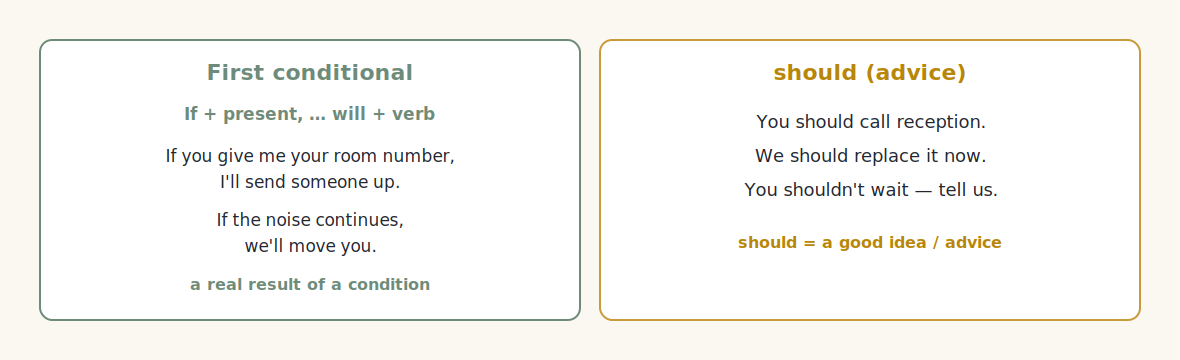 First conditional
If + present, … will + verb
If you give me your room number,
I'll send someone up.
If the noise continues,
we'll move you.
a real result of a condition
should (advice)
You should call reception.
We should replace it now.
You shouldn't wait — tell us.
should = a good idea / advice